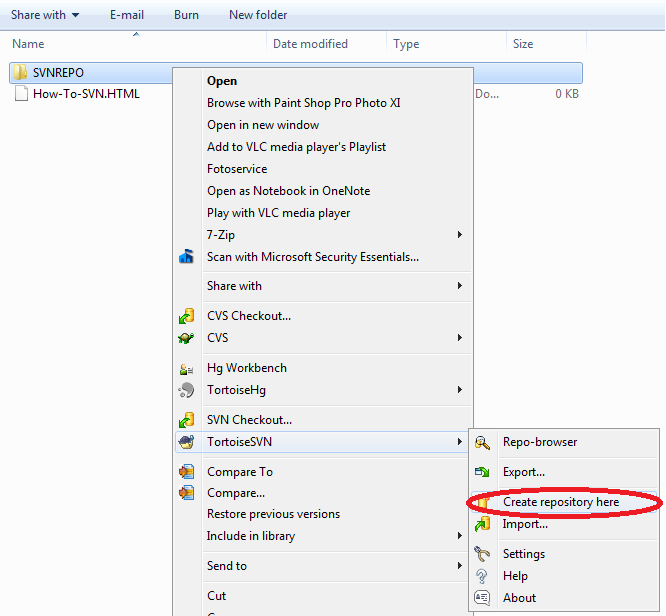 Share with E-mail Burn New folder
Name Date modified Type Size
SVNREPO
How-To-SVN.HTML Do... 0 KB
Open
Browse with Paint Shop Pro Photo XI
Open in new window
Add to VLC media player's Playlist
Fotoservice
Open as Notebook in OneNote
Play with VLC media player
7-Zip
Scan with Microsoft Security Essentials...
Share with
CVS Checkout...
CVS
Hg Workbench
TortoiseHg
SVN Checkout...
TortoiseSVN
Compare To
Compare...
Restore previous versions
Include in library
Send to
Cut
Repo-browser
Export...
Create repository here
Import...
Settings
Help
About